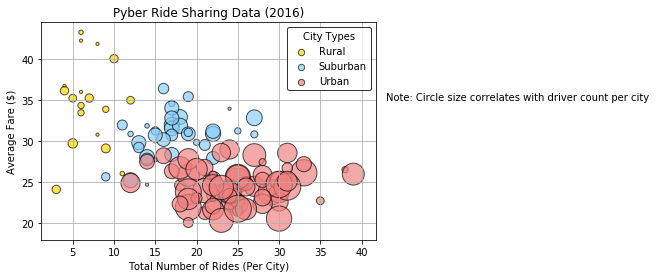 Pyber Ride Sharing Data (2016)
City Types
Rural
Suburban
Urban
Note: Circle size correlates with driver count per city
Average Fare ($)
40
35
30
25
20
5 10 15 20 25 30 35 40
Total Number of Rides (Per City)